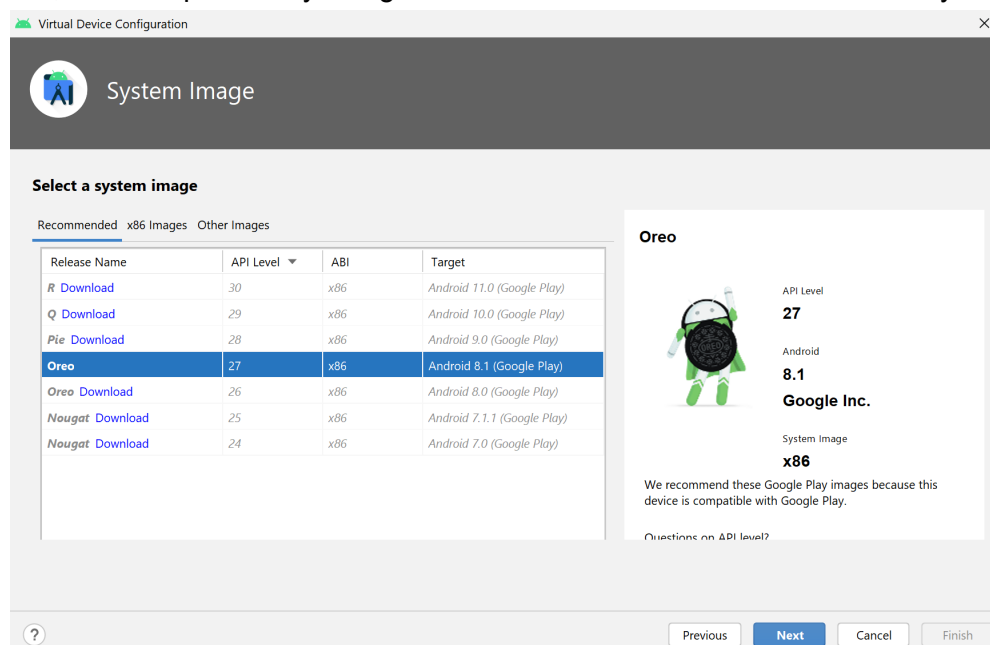 Virtual Device Configuration
System Image
Select a system image
Recommended x86 Images Other Images
Release Name API Level ABI Target
R Download 30 x86 Android 11.0 (Google Play)
Q Download 29 x86 Android 10.0 (Google Play)
Pie Download 28 x86 Android 9.0 (Google Play)
Oreo 27 x86 Android 8.1 (Google Play)
Oreo Download 26 x86 Android 8.0 (Google Play)
Nougat Download 25 x86 Android 7.1.1 (Google Play)
Nougat Download 24 x86 Android 7.0 (Google Play)
Oreo
API Level
27
Android
8.1
Google Inc.
System Image
x86
We recommend these Google Play images because this
device is compatible with Google Play.
Questions on API level?
? Previous Next Cancel Finish